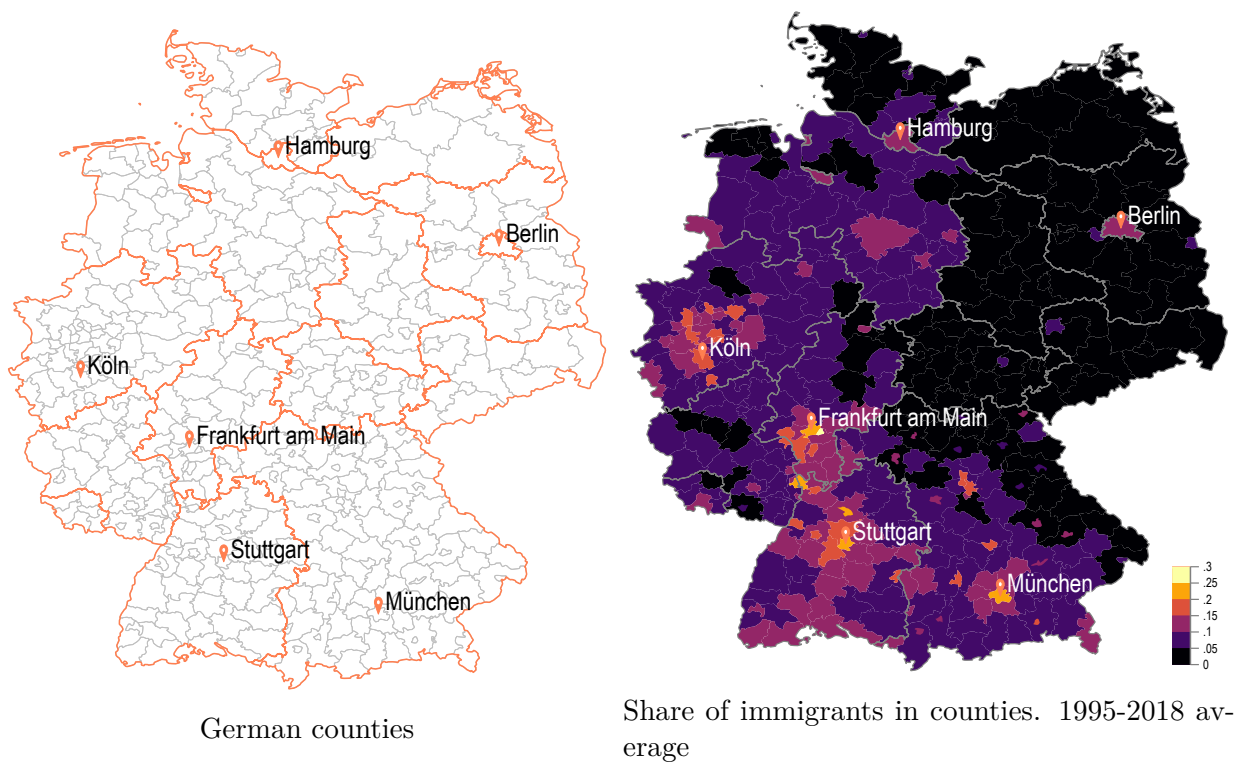 Hamburg
Berlin
Köln
Frankfurt am Main
Stuttgart
München
German counties
Hamburg
Berlin
Köln
Frankfurt am Main
Stuttgart
München
.3
.25
.2
.15
.1
.05
0
Share of immigrants in counties. 1995-2018 av-
erage